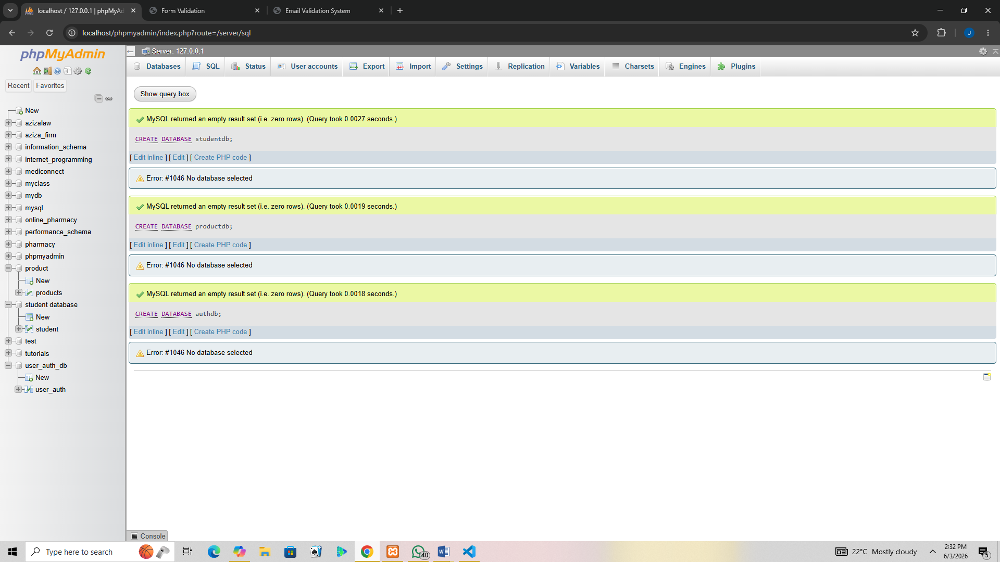 localhost / 127.0.0.1 | phpMyAd
Form Validation
Email Validation System
localhost/phpmyadmin/index.php?route=/server/sql
J
phpMyAdmin
Recent
Favorites
New
azizalaw
aziza_firm
information_schema
internet_programming
mediconnect
myclass
mydb
mysql
online_pharmacy
performance_schema
pharmacy
phpmyadmin
product
New
products
student database
New
student
test
tutorials
user_auth_db
New
user_auth
Server: 127.0.0.1
Databases
SQL
Status
User accounts
Export
Import
Settings
Replication
Variables
Charsets
Engines
Plugins
Show query box
MySQL returned an empty result set (i.e. zero rows). (Query took 0.0027 seconds.)
CREATE DATABASE studentdb;
[ Edit inline ] [ Edit ] [ Create PHP code ]
Error: #1046 No database selected
MySQL returned an empty result set (i.e. zero rows). (Query took 0.0019 seconds.)
CREATE DATABASE productdb;
[ Edit inline ] [ Edit ] [ Create PHP code ]
Error: #1046 No database selected
MySQL returned an empty result set (i.e. zero rows). (Query took 0.0018 seconds.)
CREATE DATABASE authdb;
[ Edit inline ] [ Edit ] [ Create PHP code ]
Error: #1046 No database selected
Console
Type here to search
40
22°C Mostly cloudy
2:32 PM
6/3/2026
5